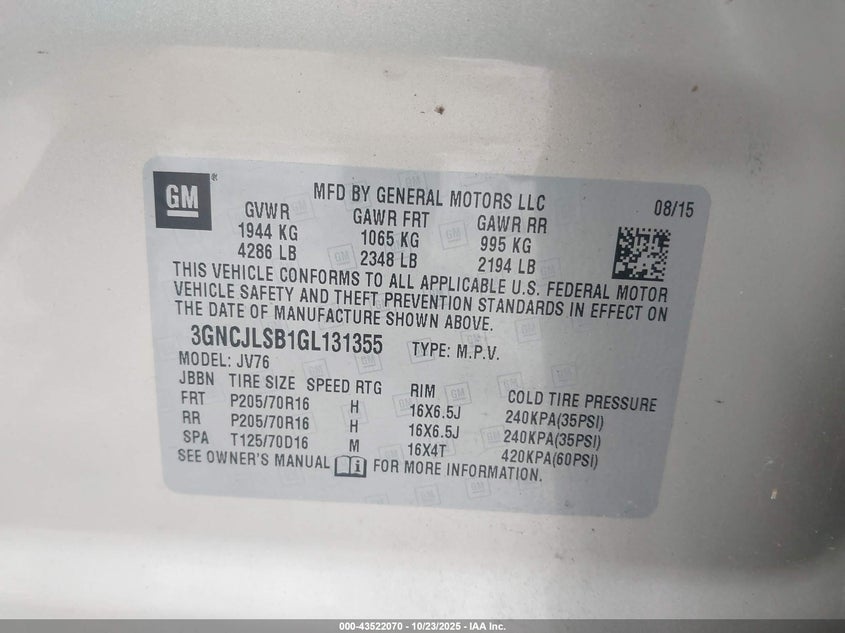 GM®
MFD BY GENERAL MOTORS LLC 08/15
GVWR GAWR FRT GAWR RR
1944 KG 1065 KG 995 KG
4286 LB 2348 LB 2194 LB
THIS VEHICLE CONFORMS TO ALL APPLICABLE U.S. FEDERAL MOTOR
VEHICLE SAFETY AND THEFT PREVENTION STANDARDS IN EFFECT ON
THE DATE OF MANUFACTURE SHOWN ABOVE.
3GNCJLSB1GL131355 TYPE: M.P.V.
MODEL: JV76
JBBN TIRE SIZE SPEED RTG RIM COLD TIRE PRESSURE
FRT P205/70R16 H 16X6.5J 240KPA(35PSI)
RR P205/70R16 H 16X6.5J 240KPA(35PSI)
SPA T125/70D16 M 16X4T 420KPA(60PSI)
SEE OWNER'S MANUAL FOR MORE INFORMATION.
000-43522070 - 10/23/2025 - IAA Inc.